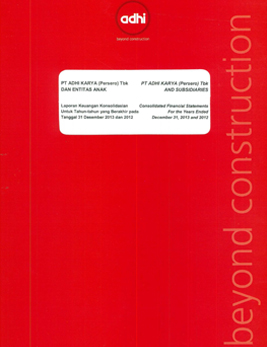 adhi
beyond construction
PT ADHI KARYA (Persero) Tbk
DAN ENTITAS ANAK
Laporan Keuangan Konsolidasian
Untuk Tahun-tahun yang Berakhir pada
Tanggal 31 Desember 2013 dan 2012
PT ADHI KARYA (Persero) Tbk
AND SUBSIDIARIES
Consolidated Financial Statements
For the Years Ended
December 31, 2013 and 2012
beyond construction